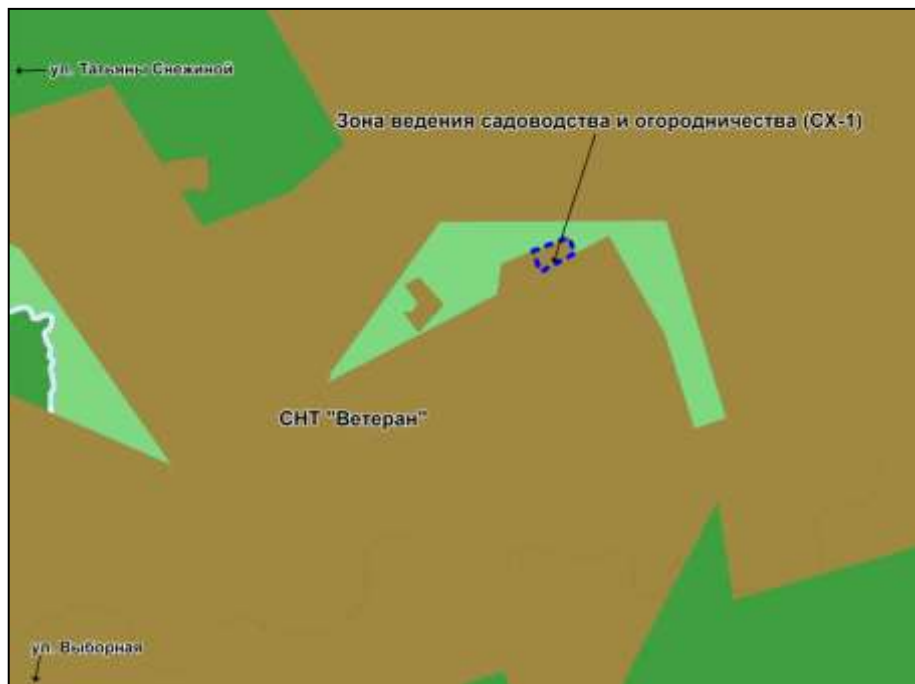 ул. Татьяны Снежиной
Зона ведения садоводства и огородничества (СХ-1)
СНТ "Ветеран"
ул. Выборная